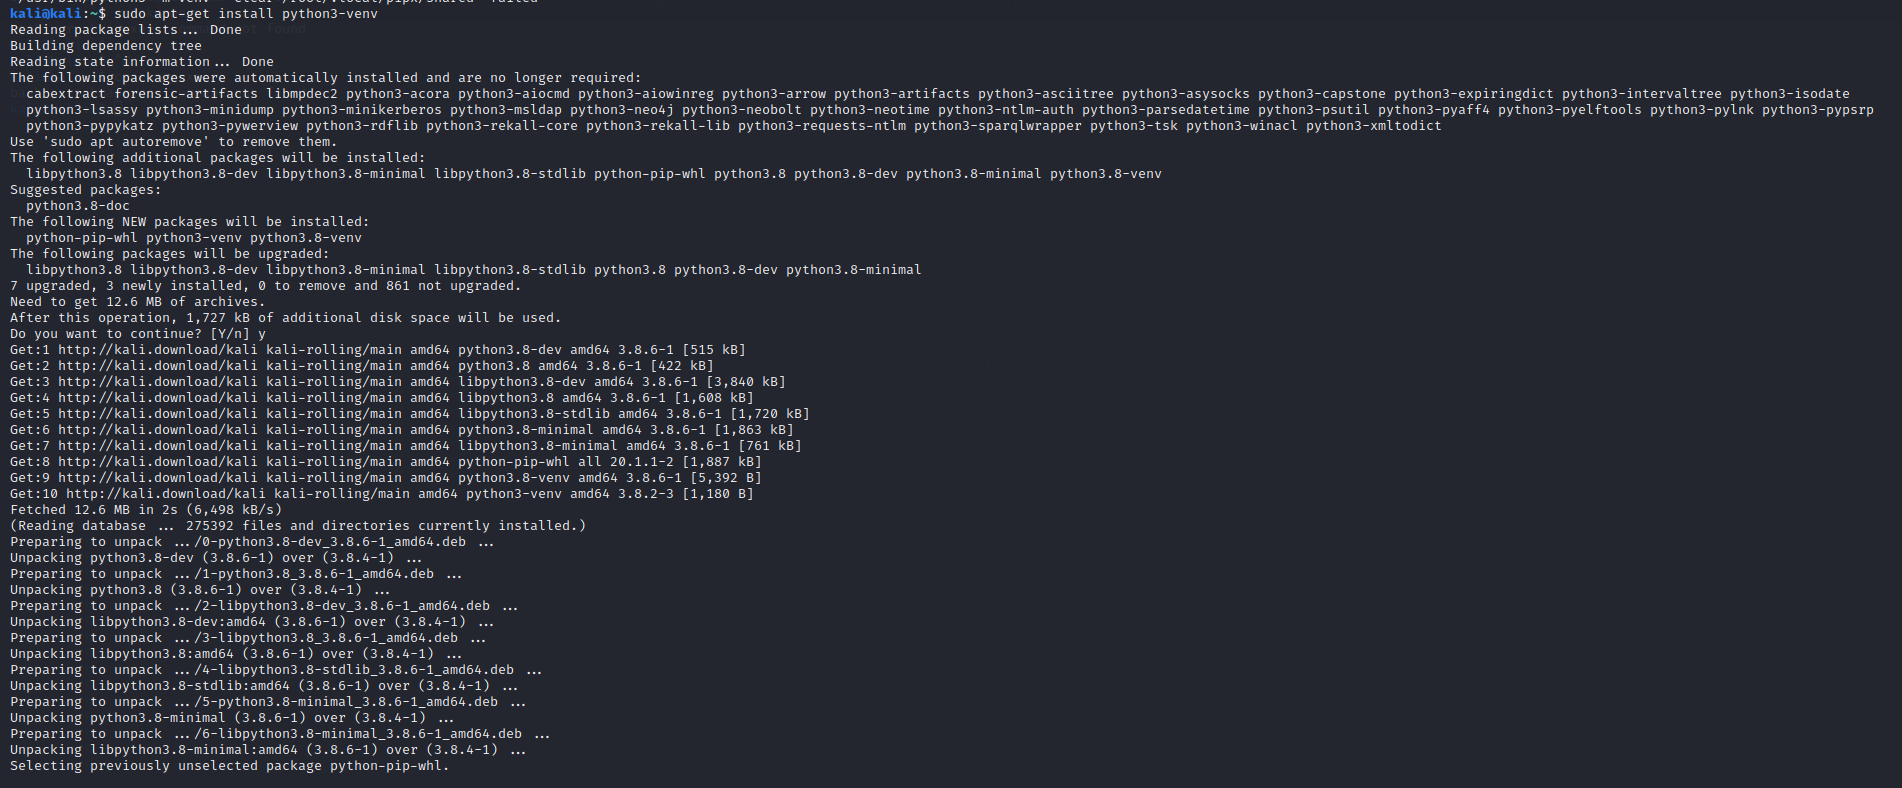 kali@kali:~$ sudo apt-get install python3-venv
Reading package lists... Done
Building dependency tree
Reading state information... Done
The following packages were automatically installed and are no longer required:
  cabextract forensic-artifacts libmpdec2 python3-acora python3-aiocmd python3-aiowinreg python3-arrow python3-artifacts python3-asciitree python3-asysocks python3-capstone python3-expiringdict python3-intervaltree python3-isodate
  python3-lsassy python3-minidump python3-minikerberos python3-msldap python3-neo4j python3-neobolt python3-neotime python3-ntlm-auth python3-parsedatetime python3-psutil python3-pyaff4 python3-pyelftools python3-pylnk python3-pypsrp
  python3-pypykatz python3-pywerview python3-rdflib python3-rekall-core python3-rekall-lib python3-requests-ntlm python3-sparqlwrapper python3-tsk python3-winacl python3-xmltodict
Use 'sudo apt autoremove' to remove them.
The following additional packages will be installed:
  libpython3.8 libpython3.8-dev libpython3.8-minimal libpython3.8-stdlib python-pip-whl python3.8 python3.8-dev python3.8-minimal python3.8-venv
Suggested packages:
  python3.8-doc
The following NEW packages will be installed:
  python-pip-whl python3-venv python3.8-venv
The following packages will be upgraded:
  libpython3.8 libpython3.8-dev libpython3.8-minimal libpython3.8-stdlib python3.8 python3.8-dev python3.8-minimal
7 upgraded, 3 newly installed, 0 to remove and 861 not upgraded.
Need to get 12.6 MB of archives.
After this operation, 1,727 kB of additional disk space will be used.
Do you want to continue? [Y/n] y
Get:1 http://kali.download/kali kali-rolling/main amd64 python3.8-dev amd64 3.8.6-1 [515 kB]
Get:2 http://kali.download/kali kali-rolling/main amd64 python3.8 amd64 3.8.6-1 [422 kB]
Get:3 http://kali.download/kali kali-rolling/main amd64 libpython3.8-dev amd64 3.8.6-1 [3,840 kB]
Get:4 http://kali.download/kali kali-rolling/main amd64 libpython3.8 amd64 3.8.6-1 [1,608 kB]
Get:5 http://kali.download/kali kali-rolling/main amd64 libpython3.8-stdlib amd64 3.8.6-1 [1,720 kB]
Get:6 http://kali.download/kali kali-rolling/main amd64 python3.8-minimal amd64 3.8.6-1 [1,863 kB]
Get:7 http://kali.download/kali kali-rolling/main amd64 libpython3.8-minimal amd64 3.8.6-1 [761 kB]
Get:8 http://kali.download/kali kali-rolling/main amd64 python-pip-whl all 20.1.1-2 [1,887 kB]
Get:9 http://kali.download/kali kali-rolling/main amd64 python3.8-venv amd64 3.8.6-1 [5,392 B]
Get:10 http://kali.download/kali kali-rolling/main amd64 python3-venv amd64 3.8.2-3 [1,180 B]
Fetched 12.6 MB in 2s (6,498 kB/s)
(Reading database ... 275392 files and directories currently installed.)
Preparing to unpack .../0-python3.8-dev_3.8.6-1_amd64.deb ...
Unpacking python3.8-dev (3.8.6-1) over (3.8.4-1) ...
Preparing to unpack .../1-python3.8_3.8.6-1_amd64.deb ...
Unpacking python3.8 (3.8.6-1) over (3.8.4-1) ...
Preparing to unpack .../2-libpython3.8-dev_3.8.6-1_amd64.deb ...
Unpacking libpython3.8-dev:amd64 (3.8.6-1) over (3.8.4-1) ...
Preparing to unpack .../3-libpython3.8_3.8.6-1_amd64.deb ...
Unpacking libpython3.8:amd64 (3.8.6-1) over (3.8.4-1) ...
Preparing to unpack .../4-libpython3.8-stdlib_3.8.6-1_amd64.deb ...
Unpacking libpython3.8-stdlib:amd64 (3.8.6-1) over (3.8.4-1) ...
Preparing to unpack .../5-python3.8-minimal_3.8.6-1_amd64.deb ...
Unpacking python3.8-minimal (3.8.6-1) over (3.8.4-1) ...
Preparing to unpack .../6-libpython3.8-minimal_3.8.6-1_amd64.deb ...
Unpacking libpython3.8-minimal:amd64 (3.8.6-1) over (3.8.4-1) ...
Selecting previously unselected package python-pip-whl.